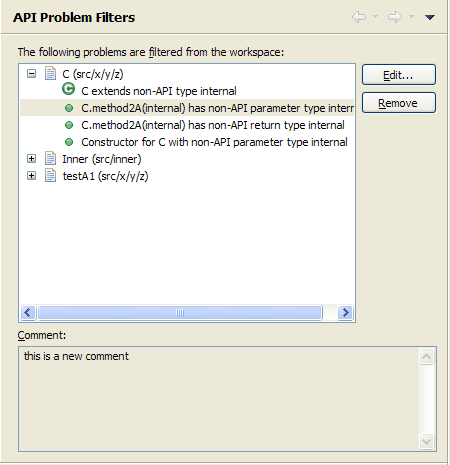 API Problem Filters
The following problems are filtered from the workspace:
C (src/x/y/z)
C extends non-API type internal
C.method2A(internal) has non-API parameter type interr
C.method2A(internal) has non-API return type internal
Constructor for C with non-API parameter type internal
Inner (src/inner)
testA1 (src/x/y/z)
Edit...
Remove
Comment:
this is a new comment